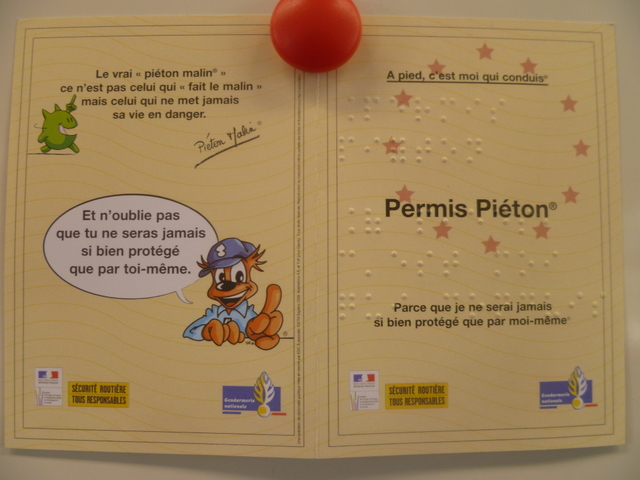 Le vrai « piéton malin® »
ce n'est pas celui qui « fait le malin »
mais celui qui ne met jamais
sa vie en danger.
Piéton Malin®
Et n'oublie pas
que tu ne seras jamais
si bien protégé
que par toi-même.
SÉCURITÉ ROUTIÈRE
TOUS RESPONSABLES
Gendarmerie
nationale
A pied, c'est moi qui conduis®
Permis Piéton®
Parce que je ne serai jamais
si bien protégé que par moi-même®
SÉCURITÉ ROUTIÈRE
TOUS RESPONSABLES
Gendarmerie
nationale